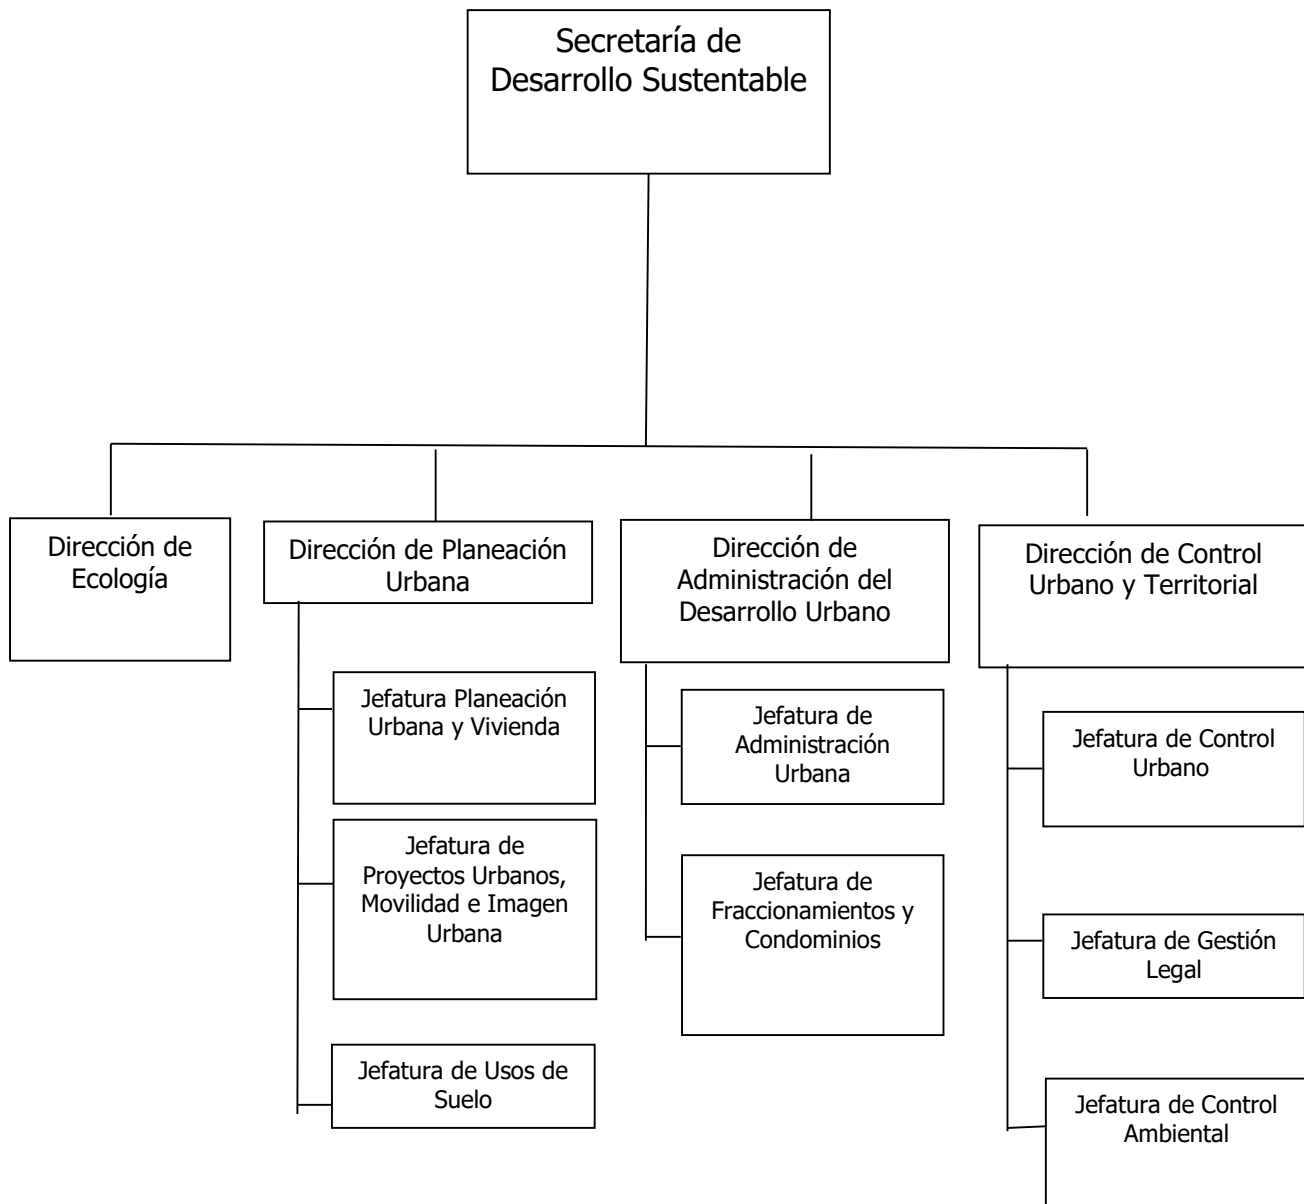 Secretaría de
Desarrollo Sustentable
Dirección de
Ecología
Dirección de Planeación
Urbana
Dirección de
Administración del
Desarrollo Urbano
Dirección de Control
Urbano y Territorial
Jefatura Planeación
Urbana y Vivienda
Jefatura de
Proyectos Urbanos,
Movilidad e Imagen
Urbana
Jefatura de Usos de
Suelo
Jefatura de
Administración
Urbana
Jefatura de
Fraccionamientos y
Condominios
Jefatura de Control
Urbano
Jefatura de Gestión
Legal
Jefatura de Control
Ambiental